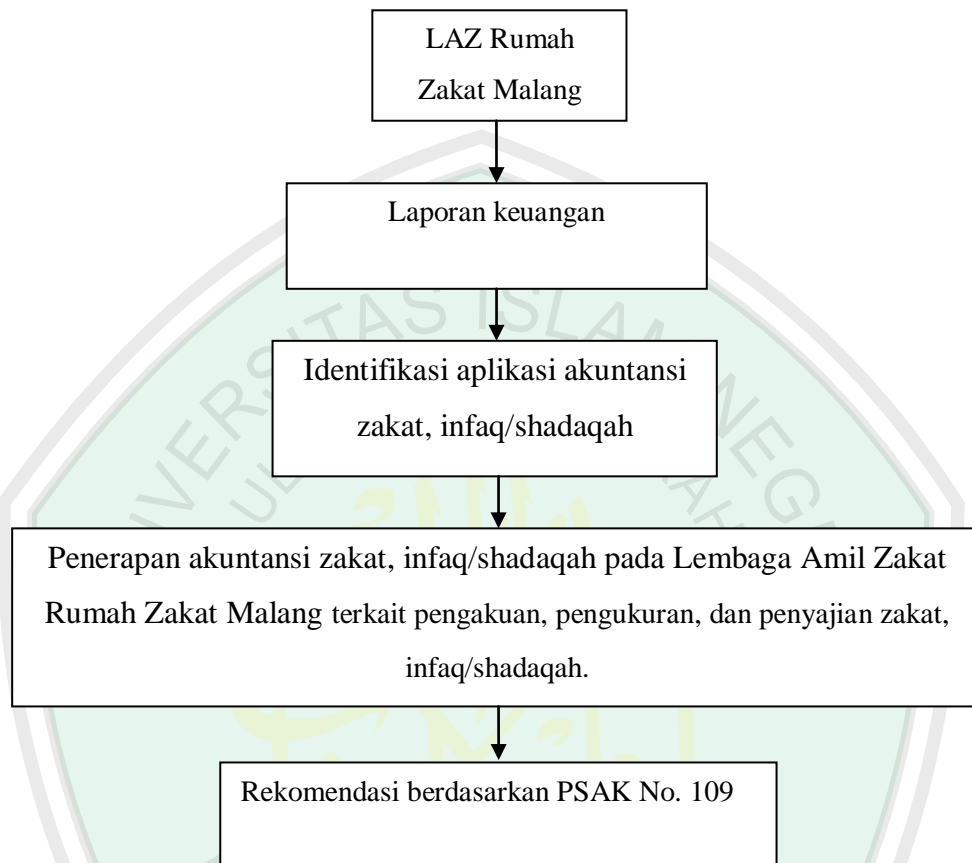 LAZ Rumah
Zakat Malang
Laporan keuangan
Identifikasi aplikasi akuntansi
zakat, infaq/shadaqah
Penerapan akuntansi zakat, infaq/shadaqah pada Lembaga Amil Zakat
Rumah Zakat Malang terkait pengakuan, pengukuran, dan penyajian zakat,
infaq/shadaqah.
Rekomendasi berdasarkan PSAK No. 109